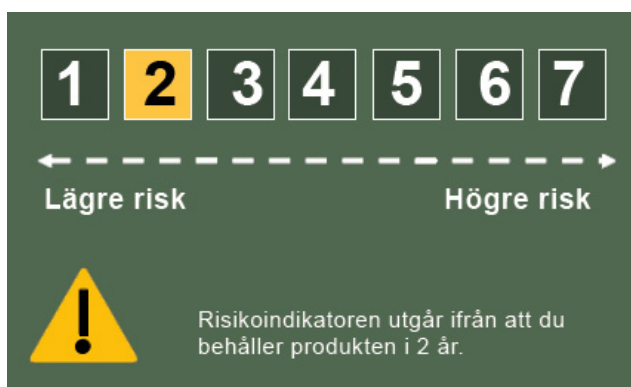 1 2 3 4 5 6 7
Lägre risk Högre risk
Risikoindikatoren utgår ifrån att du
behåller produkten i 2 år.